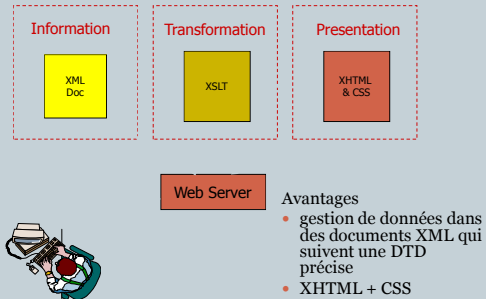 Information
Transformation
Presentation
XML
Doc
XSLT
XHTML
& CSS
Web Server
Avantages
• gestion de données dans
des documents XML qui
suivent une DTD
précise
• XHTML + CSS